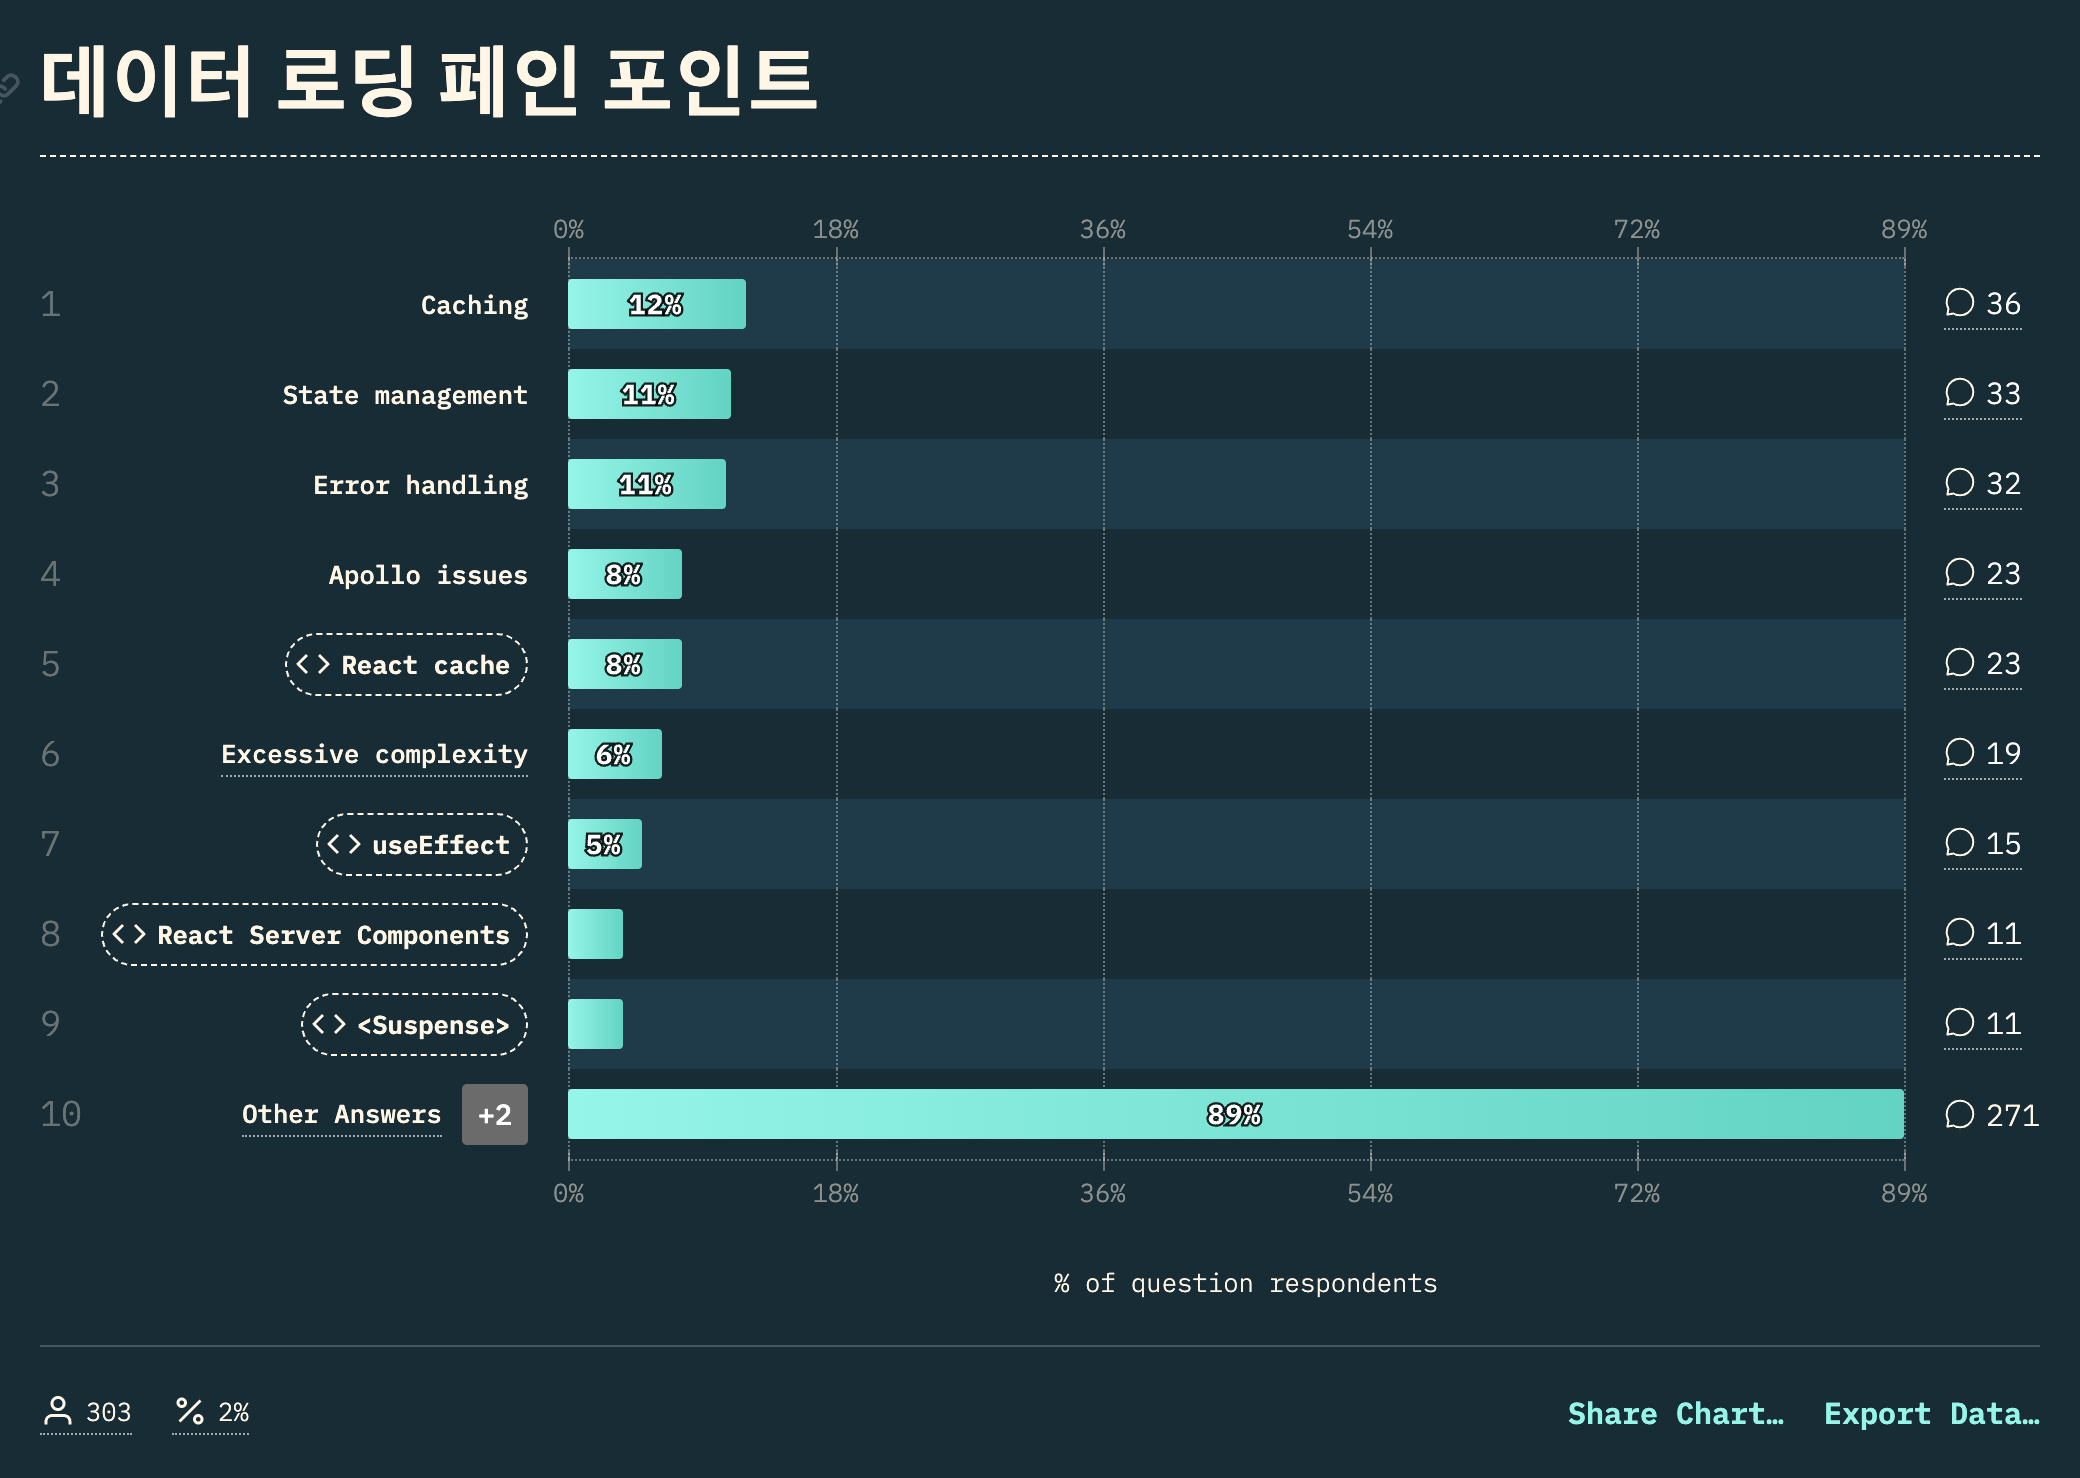 데이터 로딩 페인 포인트
0% 18% 36% 54% 72% 89%
1 Caching 12% 36
2 State management 11% 33
3 Error handling 11% 32
4 Apollo issues 8% 23
5 <> React cache 8% 23
6 Excessive complexity 6% 19
7 <> useEffect 5% 15
8 <> React Server Components 11
9 <> <Suspense> 11
10 Other Answers +2 89% 271
0% 18% 36% 54% 72% 89%
% of question respondents
303 % 2% Share Chart… Export Data…